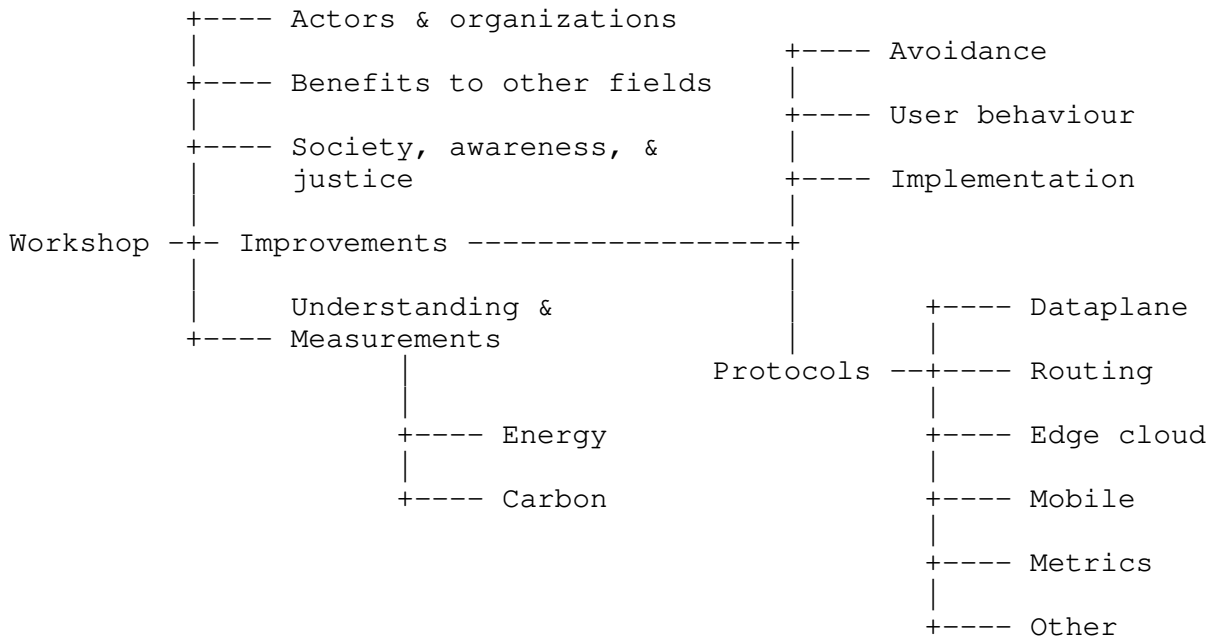 +---- Actors & organizations
+---- Avoidance
+---- Benefits to other fields
+---- User behaviour
+---- Society, awareness, &
justice
+---- Implementation
Workshop -+- Improvements ------------------+
Understanding &
+---- Measurements
+---- Dataplane
Protocols --+---- Routing
+---- Energy
+---- Edge cloud
+---- Carbon
+---- Mobile
+---- Metrics
+---- Other